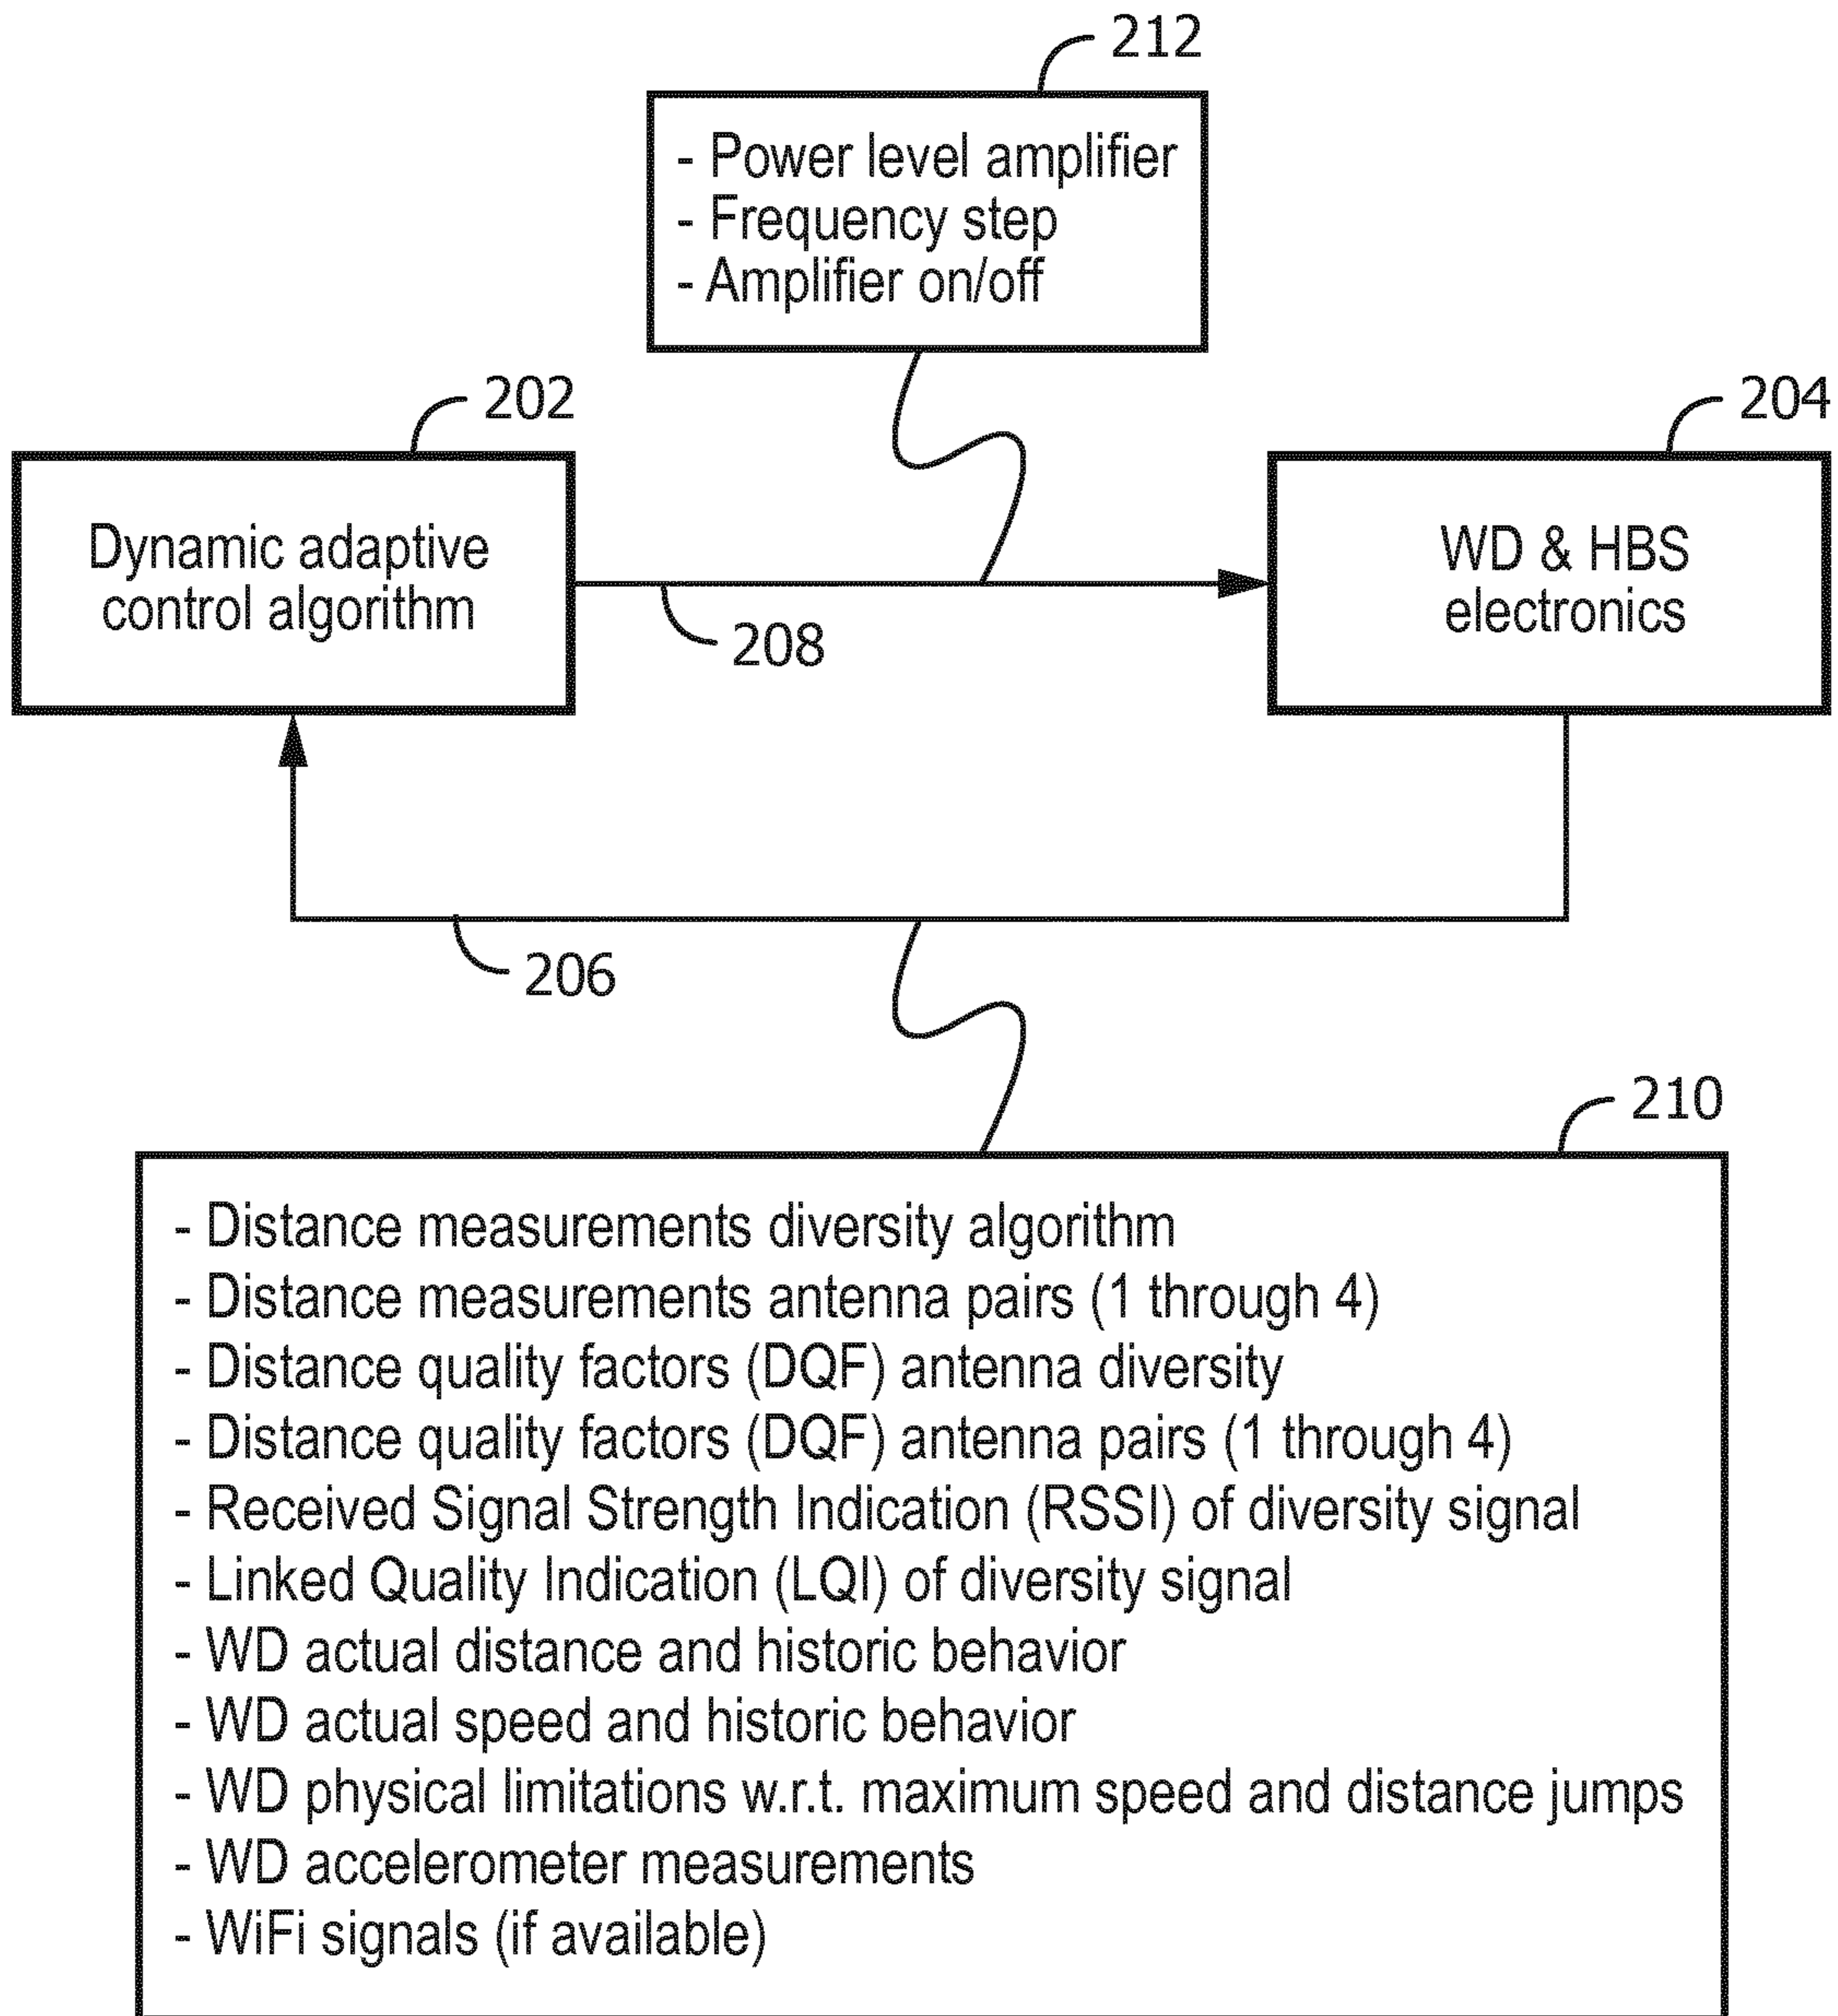 212
- Power level amplifier
- Frequency step
- Amplifier on/off
202
204
Dynamic adaptive
control algorithm
WD & HBS
electronics
208
206
210
- Distance measurements diversity algorithm
- Distance measurements antenna pairs (1 through 4)
- Distance quality factors (DQF) antenna diversity
- Distance quality factors (DQF) antenna pairs (1 through 4)
- Received Signal Strength Indication (RSSI) of diversity signal
- Linked Quality Indication (LQI) of diversity signal
- WD actual distance and historic behavior
- WD actual speed and historic behavior
- WD physical limitations w.r.t. maximum speed and distance jumps
- WD accelerometer measurements
- WiFi signals (if available)